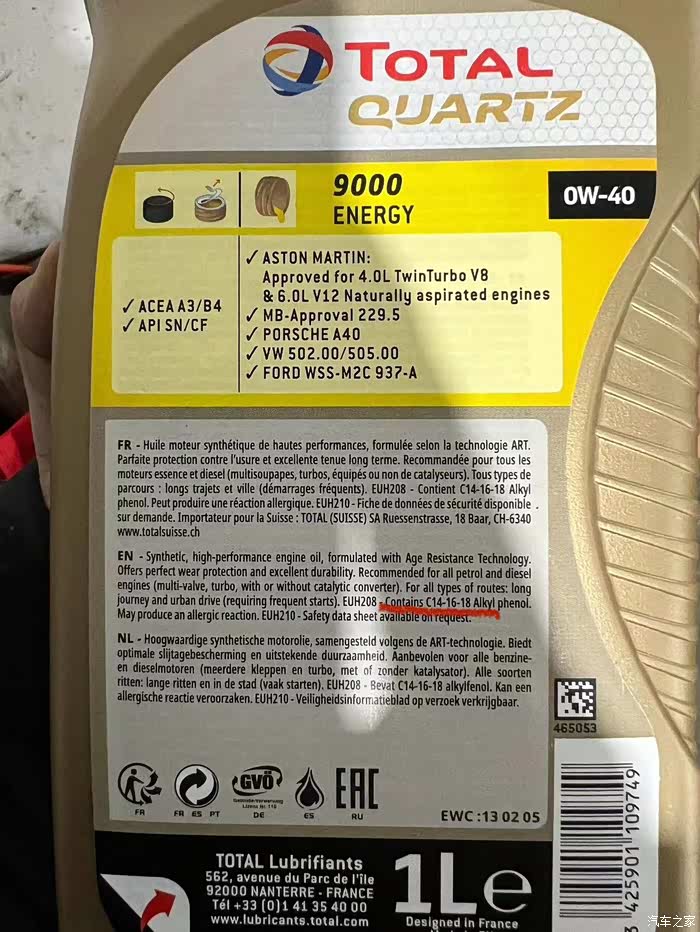 TOTAL
QUARTZ
9000
ENERGY
0W-40
✓ ACEA A3/B4
✓ API SN/CF
✓ ASTON MARTIN:
Approved for 4.0L TwinTurbo V8
& 6.0L V12 Naturally aspirated engines
✓ MB-Approval 229.5
✓ PORSCHE A40
✓ VW 502.00/505.00
✓ FORD WSS-M2C 937-A
FR - Huile moteur synthétique de hautes performances, formulée selon la technologie ART.
Parfaite protection contre l'usure et excellente tenue long terme. Recommandée pour tous les
moteurs essence et diesel (multisoupapes, turbos, équipés ou non de catalyseurs). Tous types de
parcours : longs trajets et ville (démarrages fréquents). EUH208 - Contient C14-16-18 Alkyl
phenol. Peut produire une réaction allergique. EUH210 - Fiche de données de sécurité disponible
sur demande. Importateur pour la Suisse : TOTAL (SUISSE) SA Ruessenstrasse, 18 Baar, CH-6340
www.totalsuisse.ch
EN - Synthetic, high-performance engine oil, formulated with Age Resistance Technology.
Offers perfect wear protection and excellent durability. Recommended for all petrol and diesel
engines (multi-valve, turbo, with or without catalytic converter). For all types of routes: long
journey and urban drive (requiring frequent starts). EUH208 - Contains C14-16-18 Alkyl phenol.
May produce an allergic reaction. EUH210 - Safety data sheet available on request.
NL - Hoogwaardige synthetische motorolie, samengesteld volgens de ART-technologie. Biedt
optimale slijtagebescherming en uitstekende duurzaamheid. Aanbevolen voor alle benzine-
en dieselmotoren (meerdere kleppen en turbo, met of zonder katalysator). Alle soorten
ritten: lange ritten en in de stad (vaak starten). EUH208 - Bevat C14-16-18 alkylfenol. Kan een
allergische reactie veroorzaken. EUH210 - Veiligheidsinformatieblad op verzoek verkrijgbaar.
465053
GVÖ
EAC
FR
FR ES PT
DE
ES
RU
EWC :13 02 05
TOTAL Lubrifiants
562, avenue du Parc de l'île
92000 NANTERRE - FRANCE
Tél +33 (0)1 41 35 40 00
www.lubricants.total.com
1L e
Designed in France
3 425901 109749
汽车之家